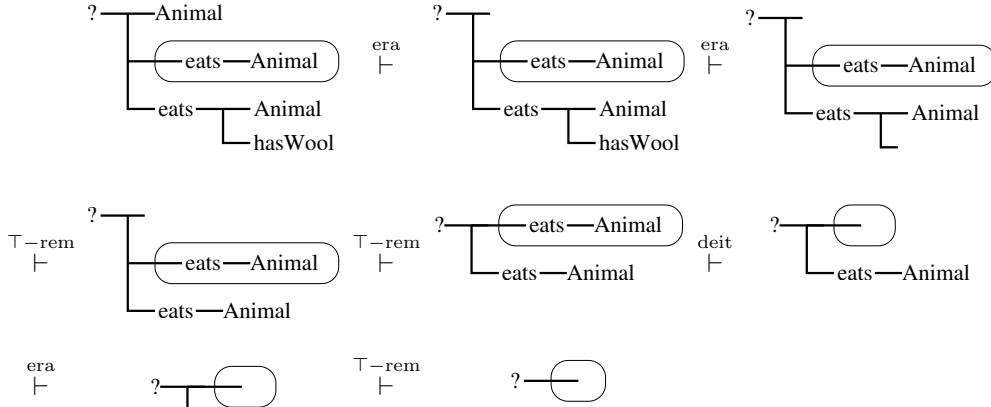 ? Animal
eats Animal
eats Animal
hasWool
era
⊢
?
eats Animal
eats Animal
hasWool
era
⊢
?
eats Animal
eats Animal
⊤−rem
⊢
?
eats Animal
eats Animal
⊤−rem
⊢
? eats Animal
eats Animal
deit
⊢
?
eats Animal
era
⊢
?
⊤−rem
⊢
?